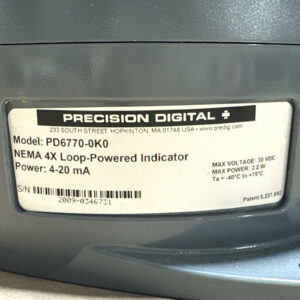 PRECISION DIGITAL
233 SOUTH STREET, HOPKINTON, MA 01748 USA • www.predig.com
Model: PD6770-0K0
NEMA 4X Loop-Powered Indicator
Power: 4-20 mA
MAX VOLTAGE: 30 VDC
MAX POWER: 2.2 W
Ta = -40°C to +75°C
S/N
2009-0346731
Patent